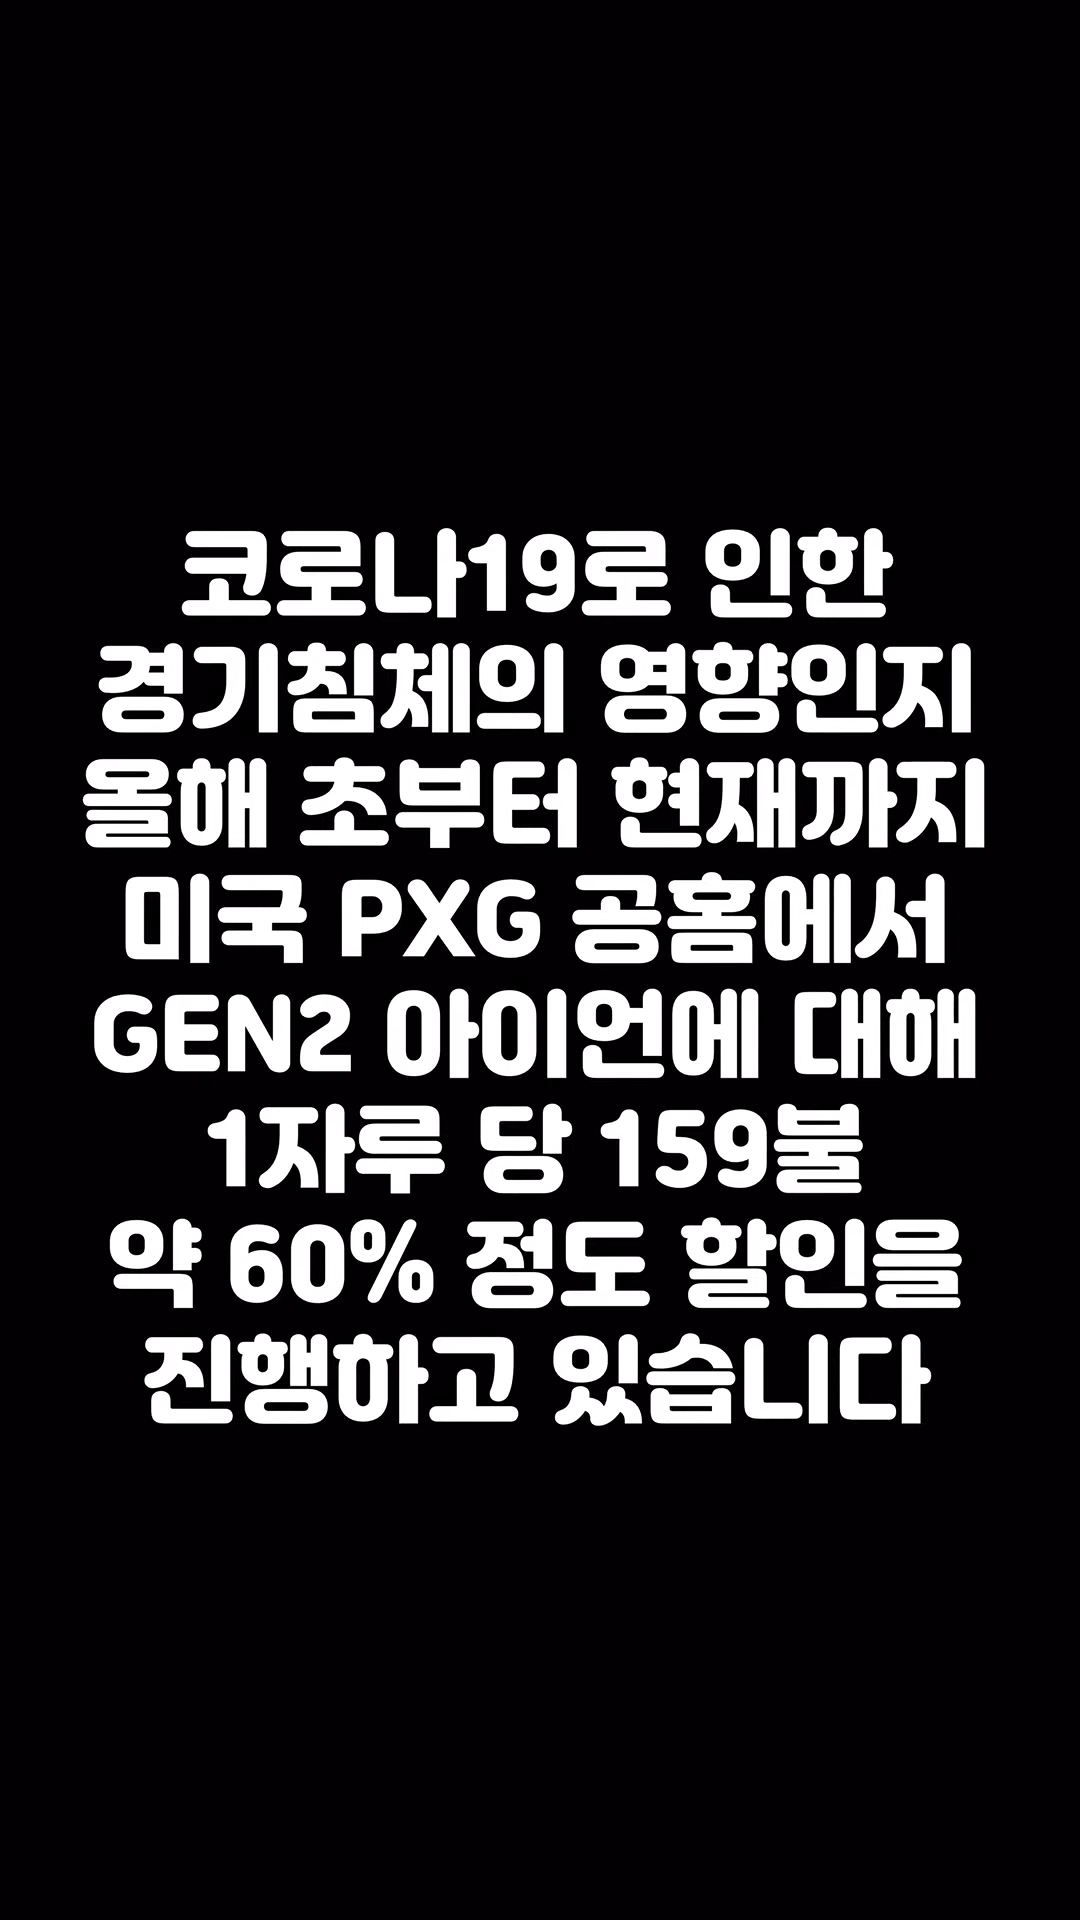 코로나19로 인한
경기침체의 영향인지
올해 초부터 현재까지
미국 PXG 공홈에서
GEN2 아이언에 대해
1자루 당 159불
약 60% 정도 할인을
진행하고 있습니다